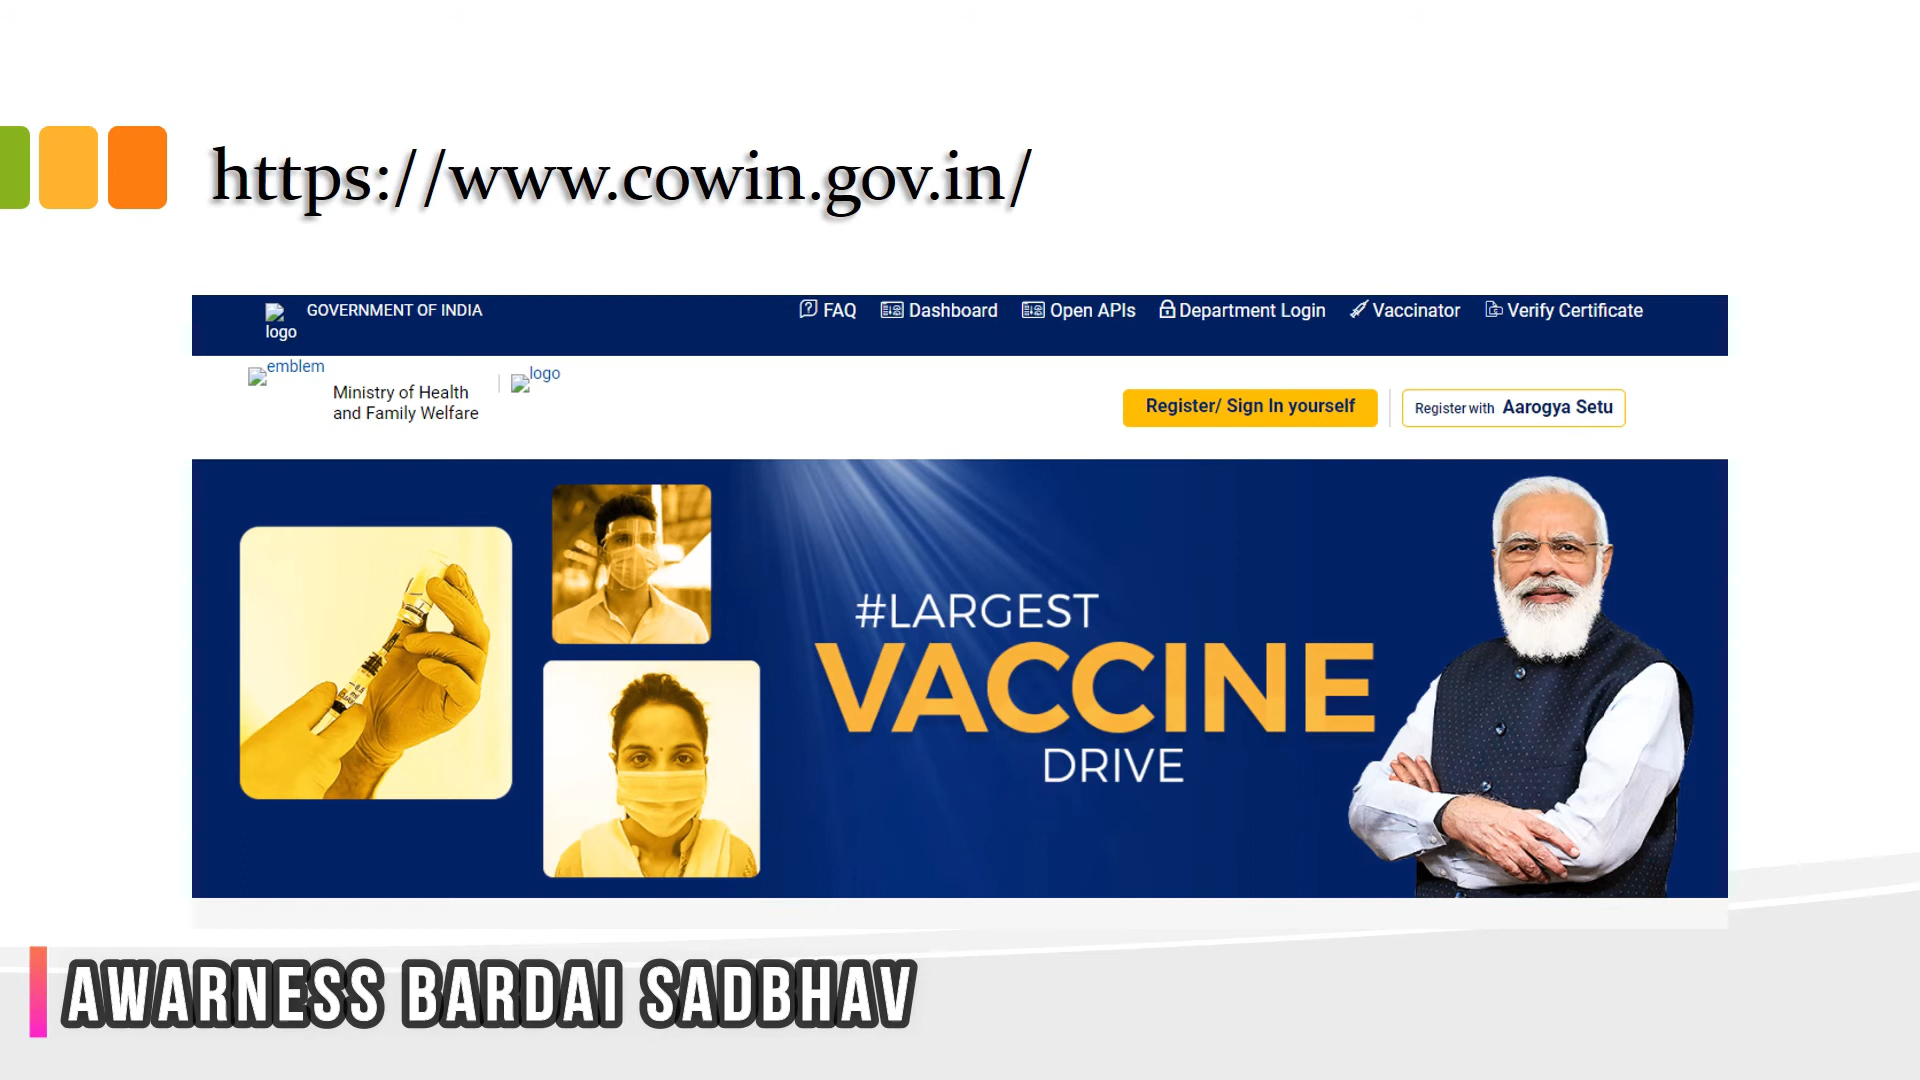 https://www.cowin.gov.in/
logo
GOVERNMENT OF INDIA
FAQ
Dashboard
Open APIs
Department Login
Vaccinator
Verify Certificate
emblem
Ministry of Health
and Family Welfare
logo
Register/ Sign In yourself
Register with Aarogya Setu
#LARGEST
VACCINE
DRIVE
AWARNESS BARDAI SADBHAV